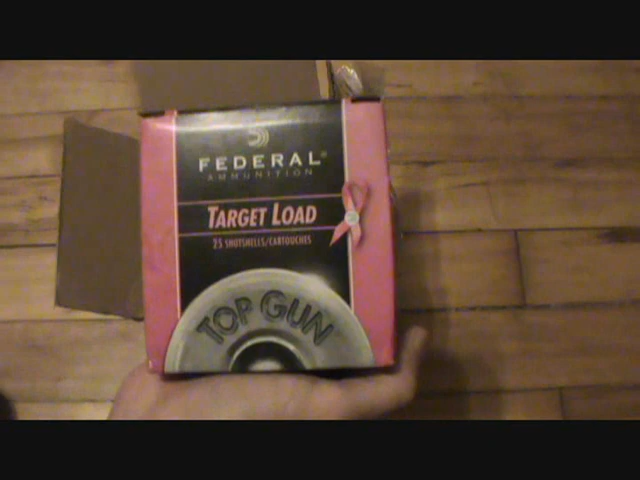 FEDERAL®
AMMUNITION
TARGET LOAD
25 SHOTSHELLS/CARTOUCHES
TOP GUN